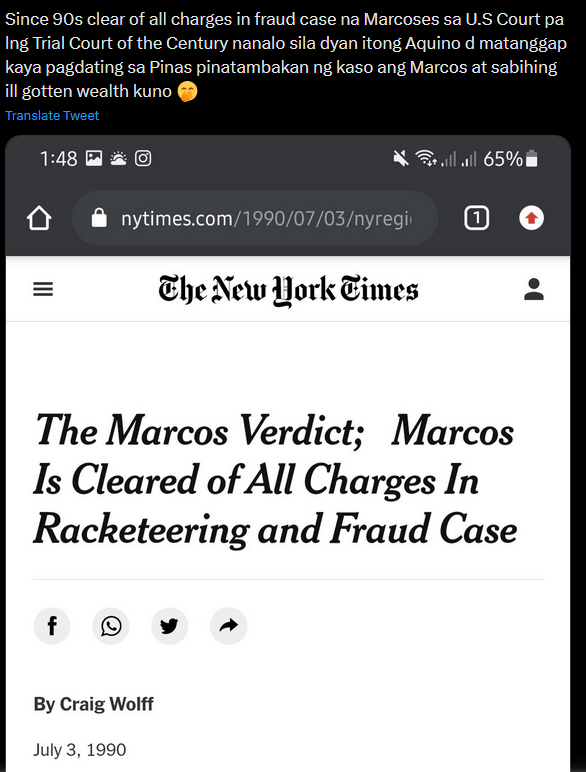 Since 90s clear of all charges in fraud case na Marcoses sa U.S Court pa
lng Trial Court of the Century nanalo sila dyan itong Aquino d matanggap
kaya pagdating sa Pinas pinatambakan ng kaso ang Marcos at sabihing
ill gotten wealth kuno 🤭
Translate Tweet
1:48 65%
nytimes.com/1990/07/03/nyregi 1
The New York Times
The Marcos Verdict; Marcos
Is Cleared of All Charges In
Racketeering and Fraud Case
By Craig Wolff
July 3, 1990